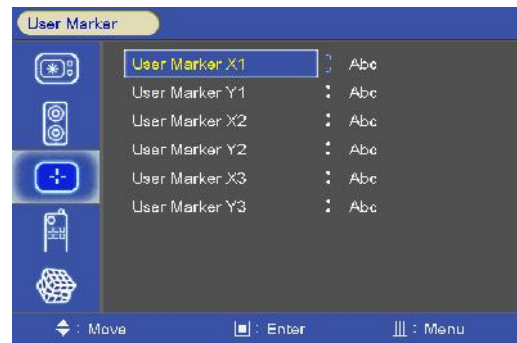 User Marker
User Marker X1 : Abc
User Marker Y1 : Abc
User Marker X2 : Abc
User Marker Y2 : Abc
User Marker X3 : Abc
User Marker Y3 : Abc
: Move : Enter : Menu